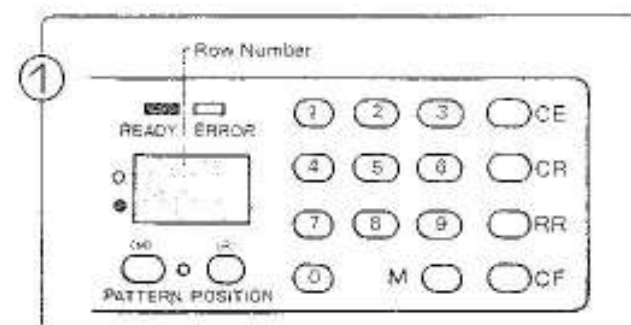 Row Number
1
READY ERROR
1 2 3 CE
4 5 6 CR
7 8 9 RR
(M) (R)
0 M CF
PATTERN POSITION